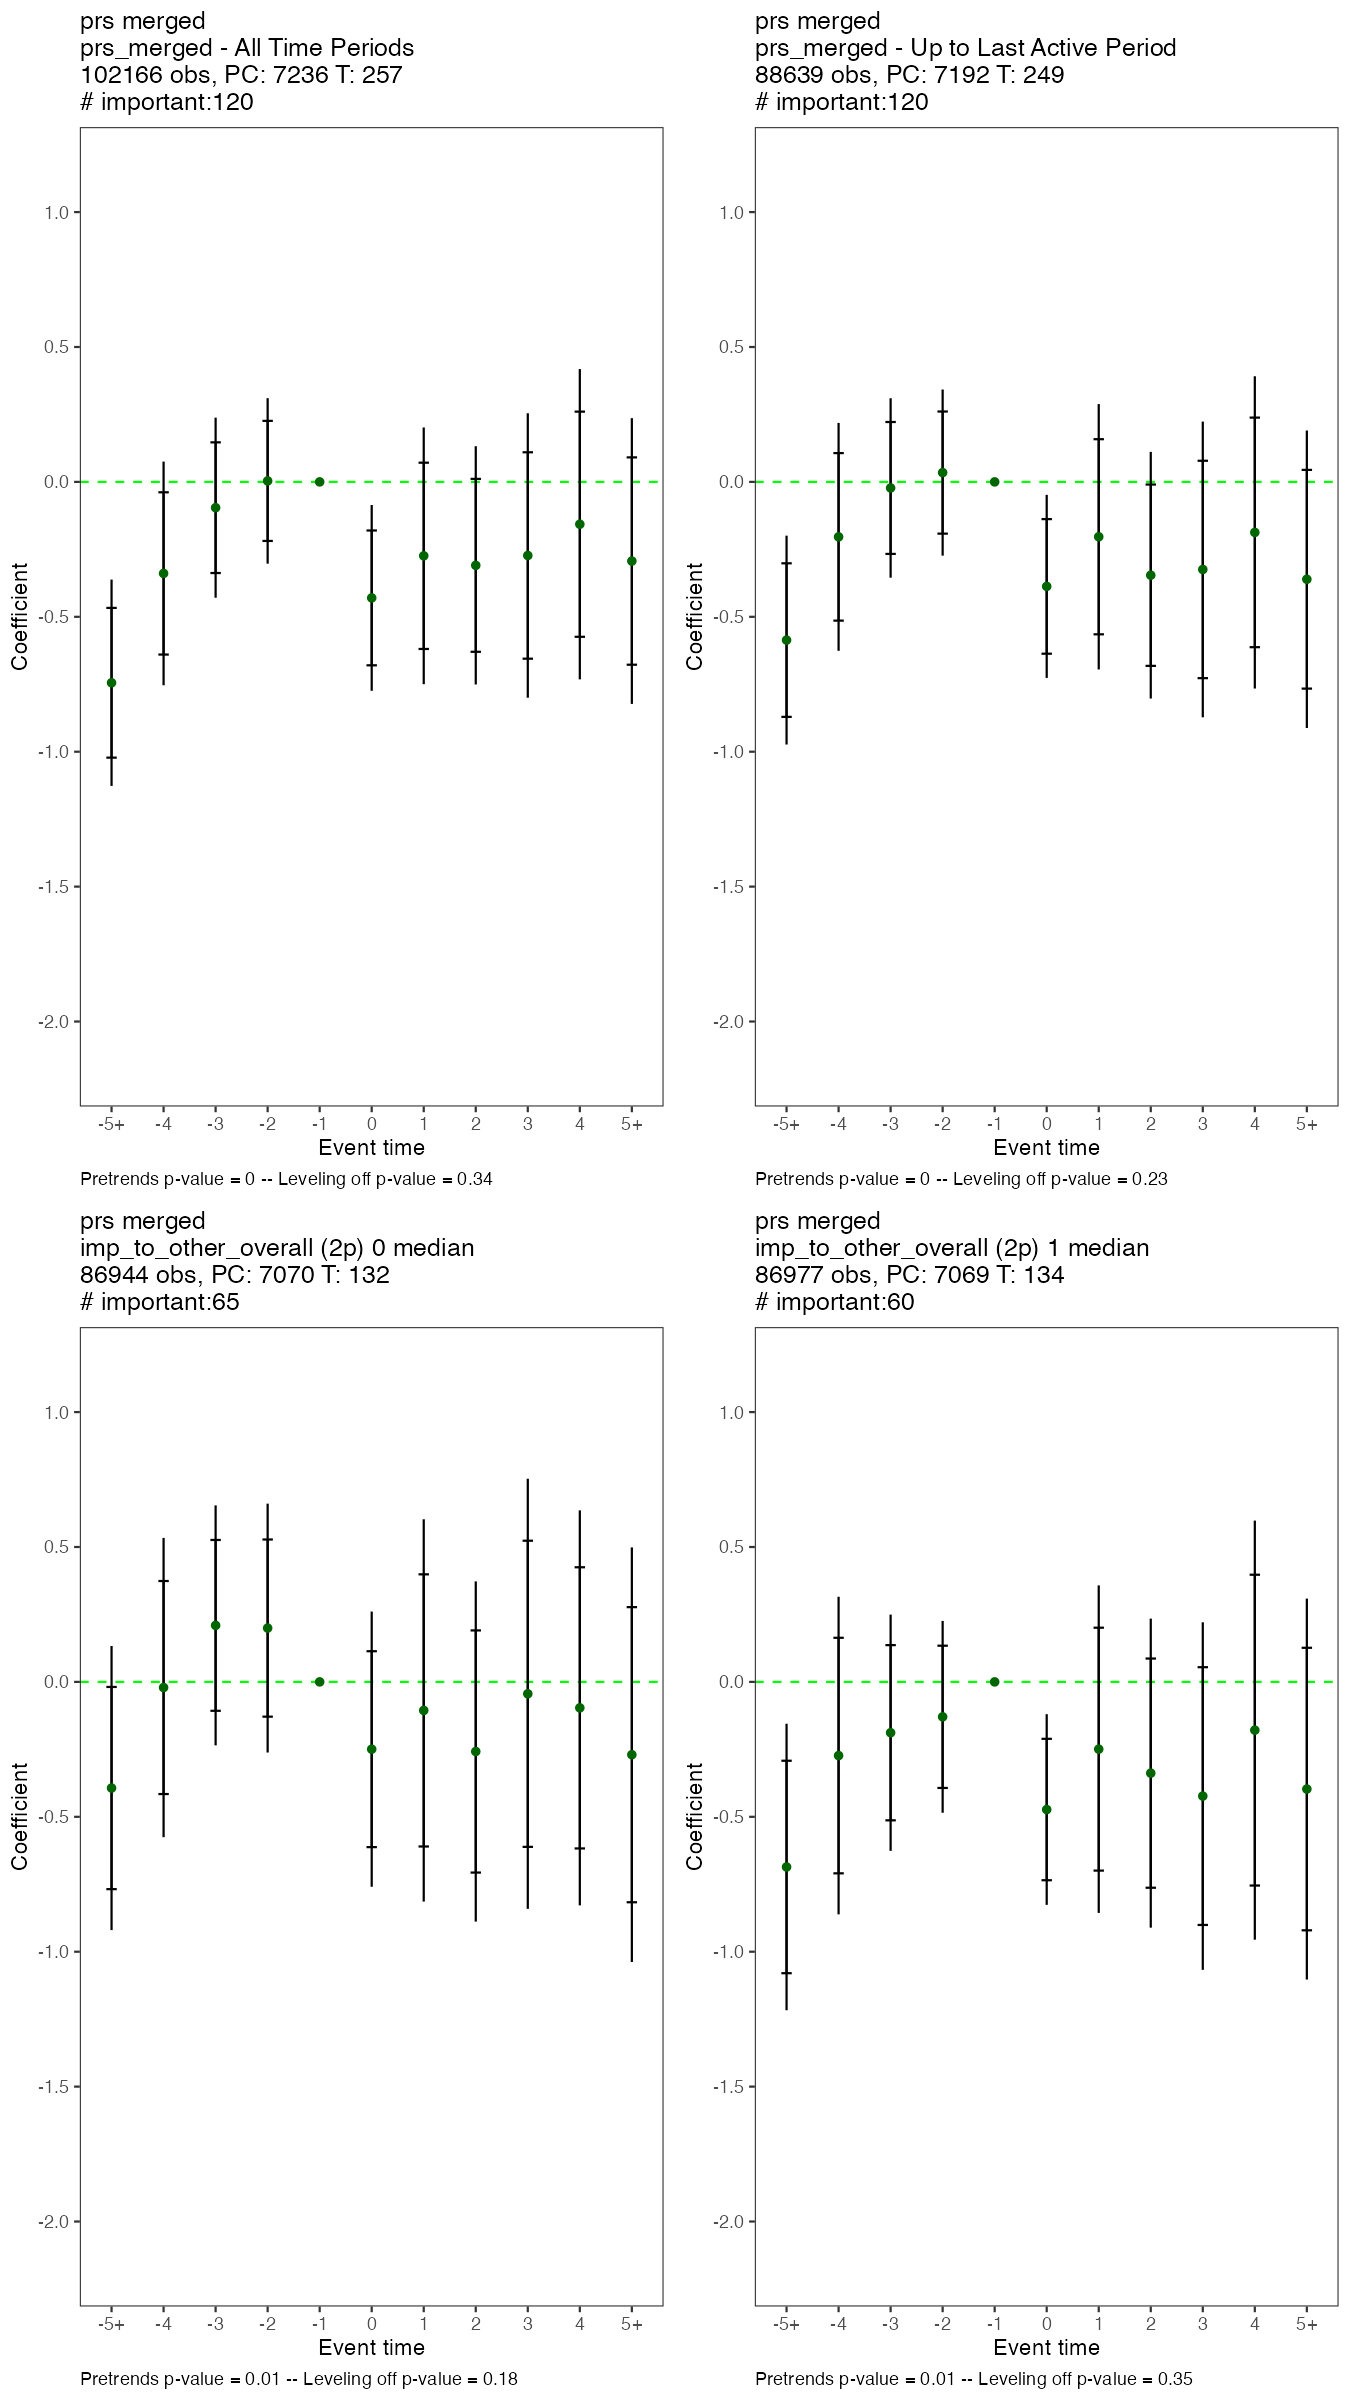 prs merged
prs_merged - All Time Periods
102166 obs, PC: 7236 T: 257
# important:120
1.0
0.5
0.0
-0.5
-1.0
-1.5
-2.0
Coefficient
-5+ -4 -3 -2 -1 0 1 2 3 4 5+
Event time
Pretrends p-value = 0 -- Leveling off p-value = 0.34
prs merged
prs_merged - Up to Last Active Period
88639 obs, PC: 7192 T: 249
# important:120
1.0
0.5
0.0
-0.5
-1.0
-1.5
-2.0
Coefficient
-5+ -4 -3 -2 -1 0 1 2 3 4 5+
Event time
Pretrends p-value = 0 -- Leveling off p-value = 0.23
prs merged
imp_to_other_overall (2p) 0 median
86944 obs, PC: 7070 T: 132
# important:65
1.0
0.5
0.0
-0.5
-1.0
-1.5
-2.0
Coefficient
-5+ -4 -3 -2 -1 0 1 2 3 4 5+
Event time
Pretrends p-value = 0.01 -- Leveling off p-value = 0.18
prs merged
imp_to_other_overall (2p) 1 median
86977 obs, PC: 7069 T: 134
# important:60
1.0
0.5
0.0
-0.5
-1.0
-1.5
-2.0
Coefficient
-5+ -4 -3 -2 -1 0 1 2 3 4 5+
Event time
Pretrends p-value = 0.01 -- Leveling off p-value = 0.35